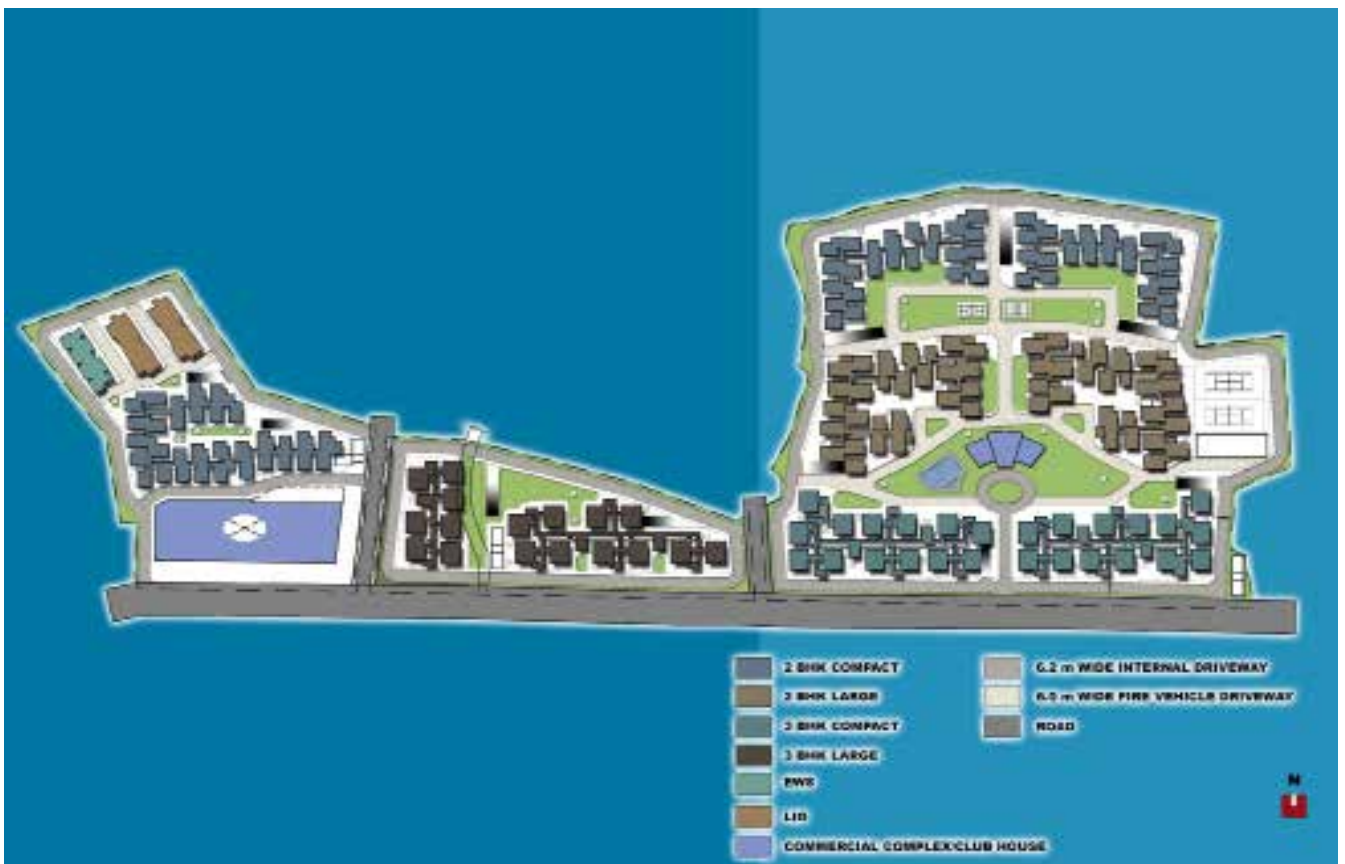 2 BHK COMPACT
2 BHK LARGE
3 BHK COMPACT
3 BHK LARGE
EWS
LIG
COMMERCIAL COMPLEX/CLUB HOUSE
6.2 m WIDE INTERNAL DRIVEWAY
6.0 m WIDE FIRE VEHICLE DRIVEWAY
ROAD
N